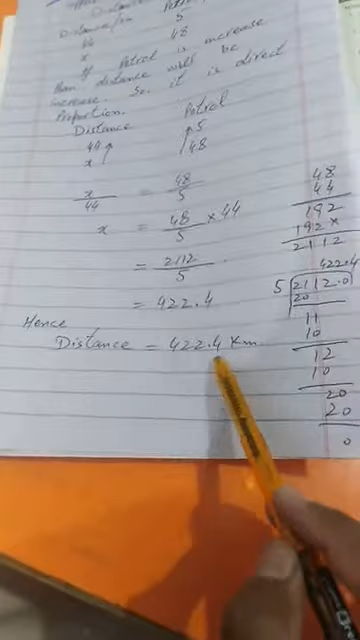 Distance/km Petrol
44 5
x 48
If Petrol is increase
than distance will be
increase. So, it is direct
Proportion.
Distance Petrol
44 5
x 48
x/44 = 48/5
x = 48/5 × 44
= 2112/5
= 422.4
Hence
Distance = 422.4 Km
48
44
192
192×
2112
422.4
5 2112.0
20
11
10
12
10
20
20
0